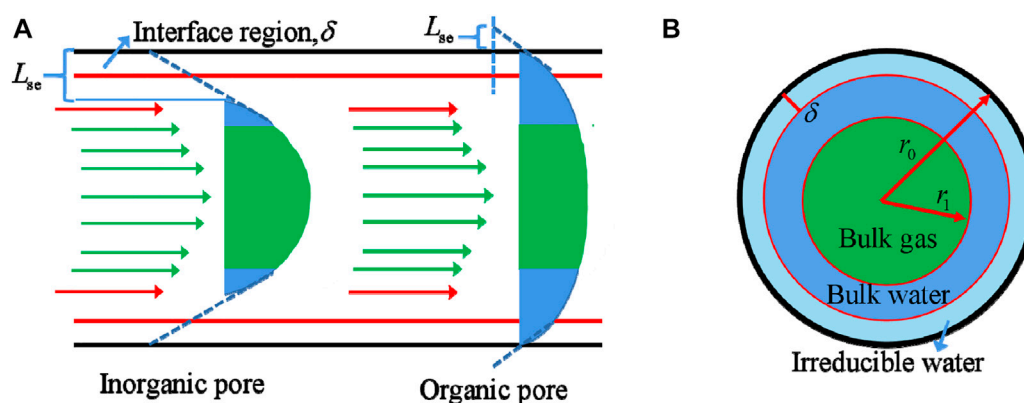 A
Interface region, δ
L_se
L_se
Inorganic pore
Organic pore
B
δ
r_0
r_1
Bulk gas
Bulk water
Irreducible water